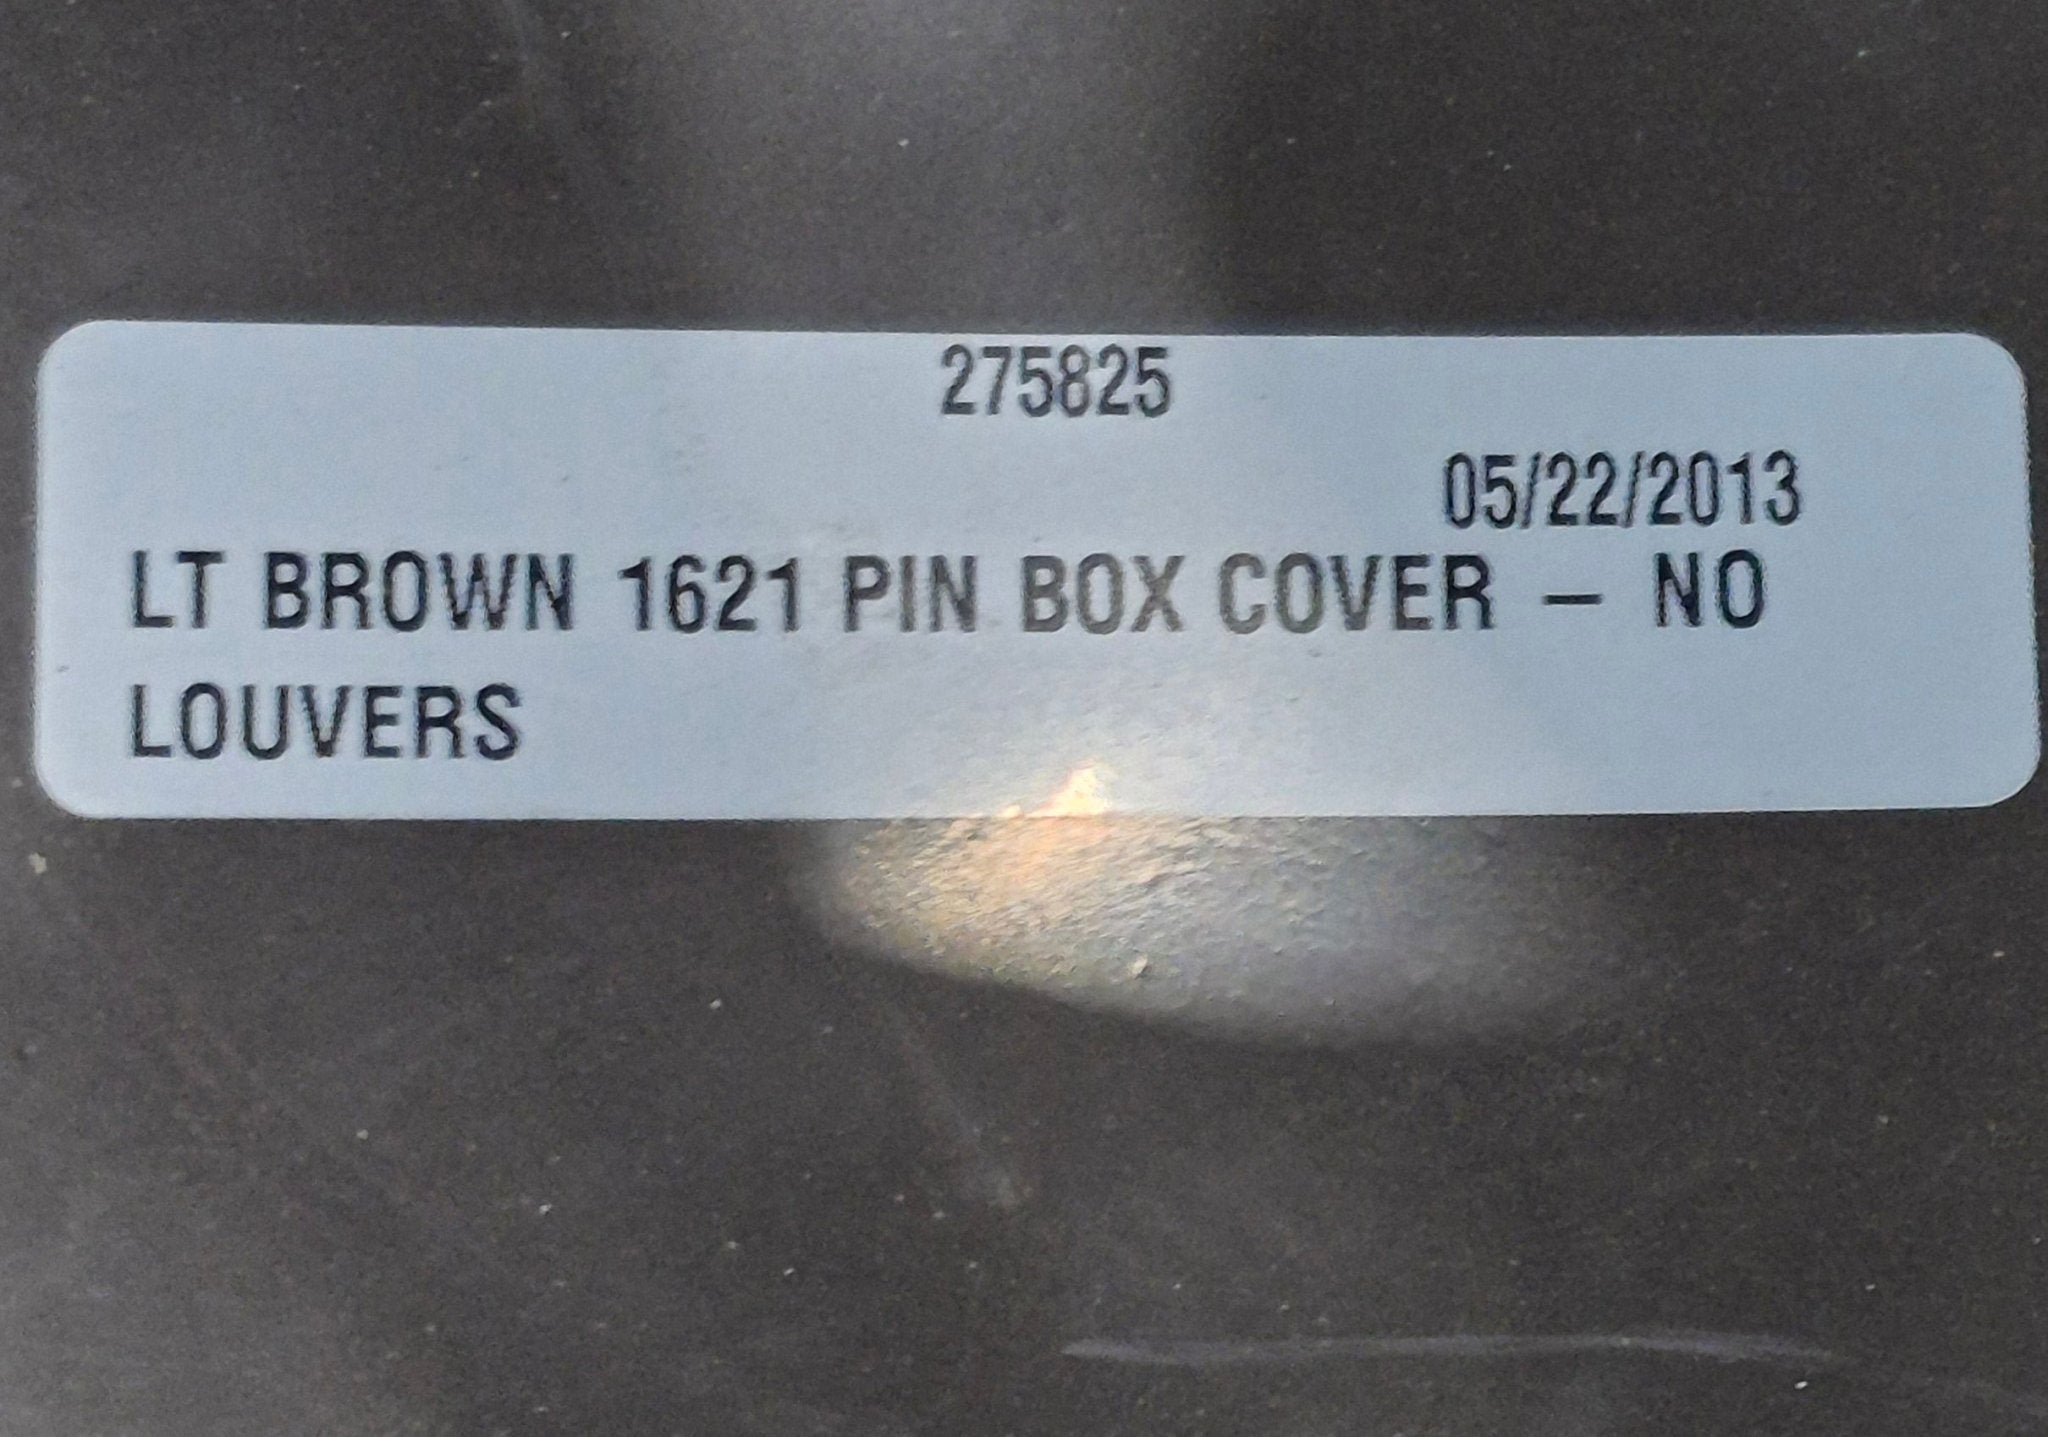 275825
05/22/2013
LT BROWN 1621 PIN BOX COVER – NO
LOUVERS